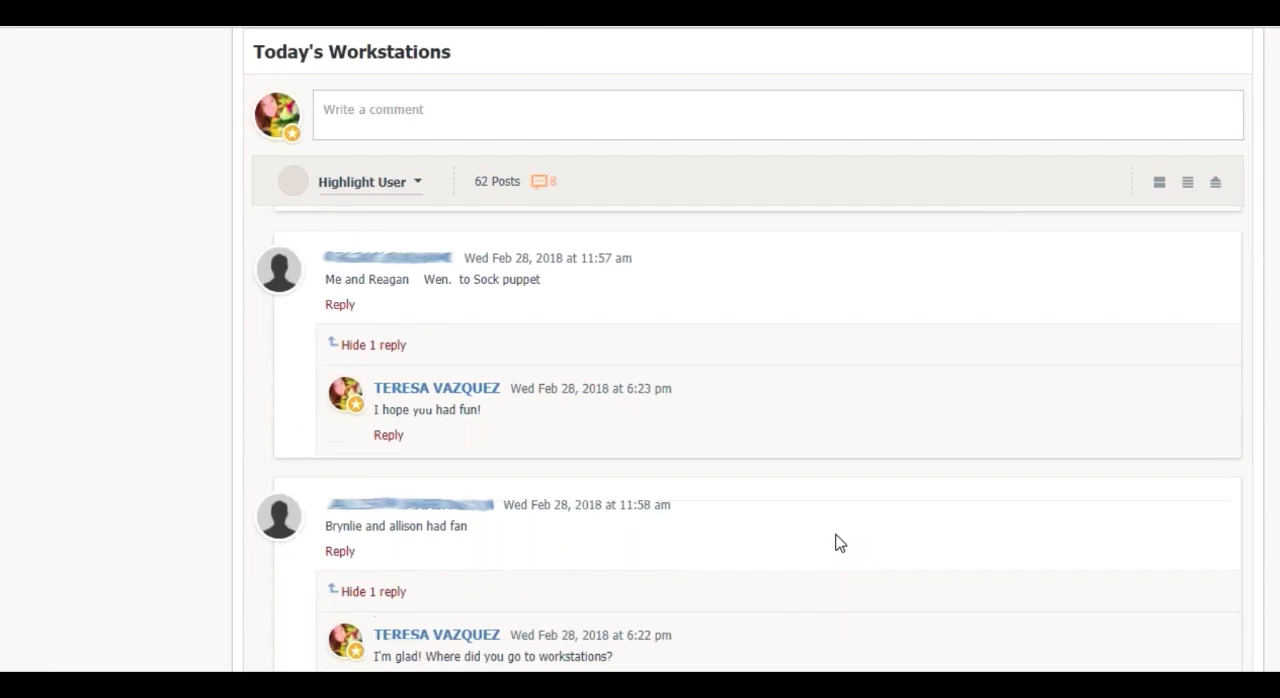 Today's Workstations
Write a comment
Highlight User 62 Posts 8
Wed Feb 28, 2018 at 11:57 am
Me and Reagan Wen. to Sock puppet
Reply
Hide 1 reply
TERESA VAZQUEZ Wed Feb 28, 2018 at 6:23 pm
I hope you had fun!
Reply
Wed Feb 28, 2018 at 11:58 am
Brynlie and allison had fan
Reply
Hide 1 reply
TERESA VAZQUEZ Wed Feb 28, 2018 at 6:22 pm
I'm glad! Where did you go to workstations?